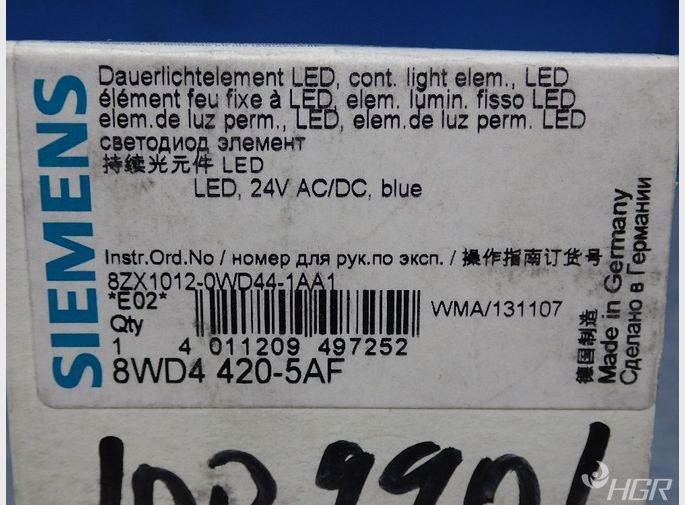 SIEMENS
Dauerlichtelement LED, cont. light elem., LED
élément feu fixe à LED, elem. lumin. fisso LED
elem.de luz perm., LED, elem.de luz perm. LED
светодиод элемент
持续光元件 LED
LED, 24V AC/DC, blue
Instr.Ord.No / номер для рук.по эксп. / 操作指南订货号
8ZX1012-0WD44-1AA1
*E02*
Qty
1
4 011209 497252
WMA/131107
8WD4 420-5AF
德国制造
Made in Germany
Сделано в Германии
HGR